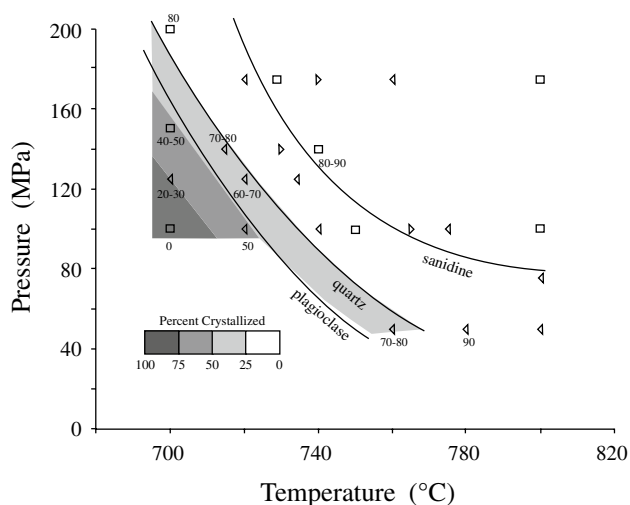 Pressure (MPa)
200
160
120
80
40
0
80
70-80
80-90
40-50
20-30
60-70
0
50
sanidine
quartz
plagioclase
70-80
90
Percent Crystallized
100 75 50 25 0
700 740 780 820
Temperature (°C)